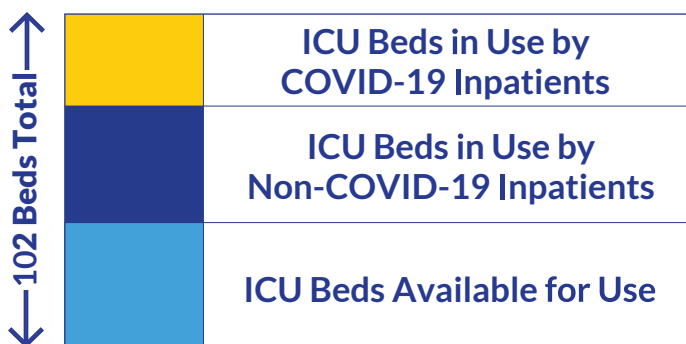 102 Beds Total
ICU Beds in Use by
COVID-19 Inpatients
ICU Beds in Use by
Non-COVID-19 Inpatients
ICU Beds Available for Use